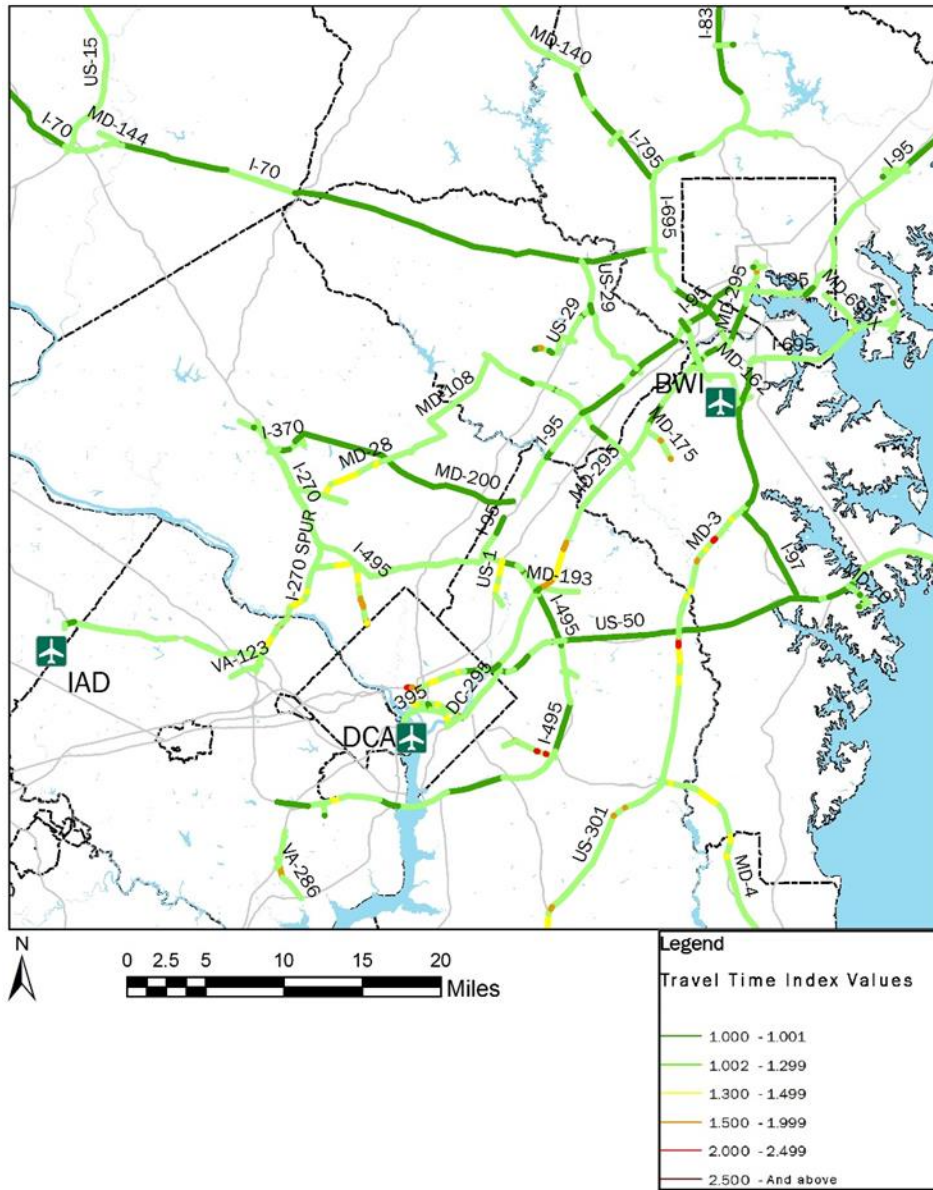 I-83
MD-140
US-15
I-70
MD-144
I-70
I-795
I-95
I-695
US-29
I-95
MD-295
I-95
MD-695X
US-29
I-695
MD-162
BWI
MD-108
I-370
MD-28
I-95
MD-175
MD-200
MD-295
I-270
MD-3
I-95
I-97
I-270 SPUR
I-495
US-1
MD-193
I-495
US-50
VA-123
IAD
395
DC-295
DCA
I-495
US-301
VA-286
MD-4
N
0 2.5 5 10 15 20
Miles
Legend
Travel Time Index Values
1.000 - 1.001
1.002 - 1.299
1.300 - 1.499
1.500 - 1.999
2.000 - 2.499
2.500 - And above